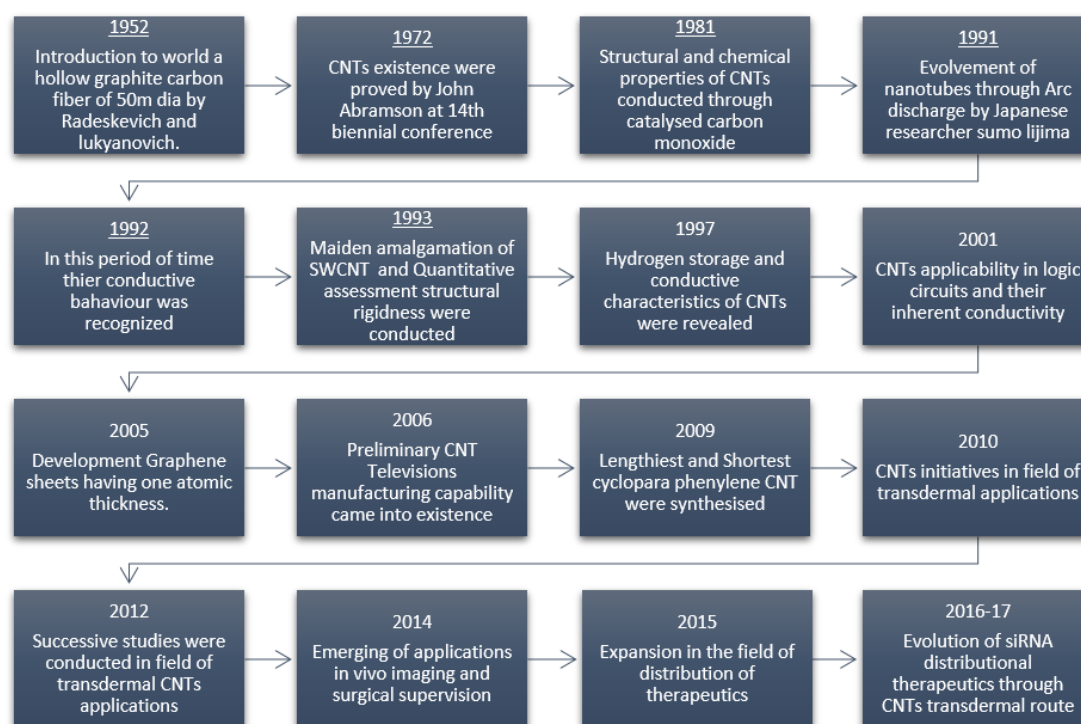 1952
Introduction to world a
hollow graphite carbon
fiber of 50m dia by
Radeskevich and
lukyanovich.
1972
CNTs existence were
proved by John
Abramson at 14th
biennial conference
1981
Structural and chemical
properties of CNTs
conducted through
catalysed carbon
monoxide
1991
Evolvement of
nanotubes through Arc
discharge by Japanese
researcher sumo lijima
1992
In this period of time
thier conductive
bahaviour was
recognized
1993
Maiden amalgamation of
SWCNT and Quantitative
assessment structural
rigidness were
conducted
1997
Hydrogen storage and
conductive
characteristics of CNTs
were revealed
2001
CNTs applicability in logic
circuits and their
inherent conductivity
2005
Development Graphene
sheets having one atomic
thickness.
2006
Preliminary CNT
Televisions
manufacturing capability
came into existence
2009
Lengthiest and Shortest
cyclopara phenylene CNT
were synthesised
2010
CNTs initiatives in field of
transdermal applications
2012
Successive studies were
conducted in field of
transdermal CNTs
applications
2014
Emerging of applications
in vivo imaging and
surgical supervision
2015
Expansion in the field of
distribution of
therapeutics
2016-17
Evolution of siRNA
distributional
therapeutics through
CNTs transdermal route